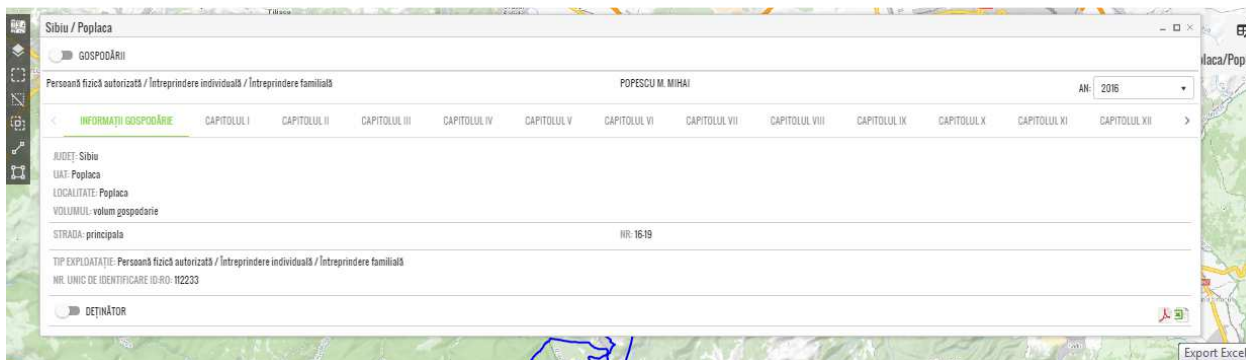 Tilișca
Sibiu / Poplaca
GOSPODĂRII
laca/Pop
Persoană fizică autorizată / Întreprindere individuală / Întreprindere familială POPESCU M. MIHAI AN: 2016
INFORMAȚII GOSPODĂRIE CAPITOLUL I CAPITOLUL II CAPITOLUL III CAPITOLUL IV CAPITOLUL V CAPITOLUL VI CAPITOLUL VII CAPITOLUL VIII CAPITOLUL IX CAPITOLUL X CAPITOLUL XI CAPITOLUL XII
JUDEȚ: Sibiu
UAT: Poplaca
LOCALITATE: Poplaca
VOLUMUL: volum gospodarie
STRADA: principala NR: 16-19
TIP EXPLOATAȚIE: Persoană fizică autorizată / Întreprindere individuală / Întreprindere familială
NR. UNIC DE IDENTIFICARE ID:RO: 112233
DEȚINĂTOR
Export Excel